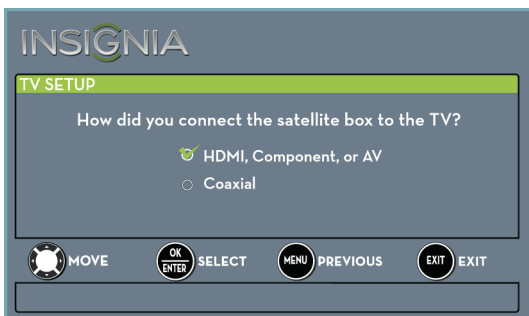 INSIGNIA
TV SETUP
How did you connect the satellite box to the TV?
HDMI, Component, or AV
Coaxial
MOVE OK ENTER SELECT MENU PREVIOUS EXIT EXIT